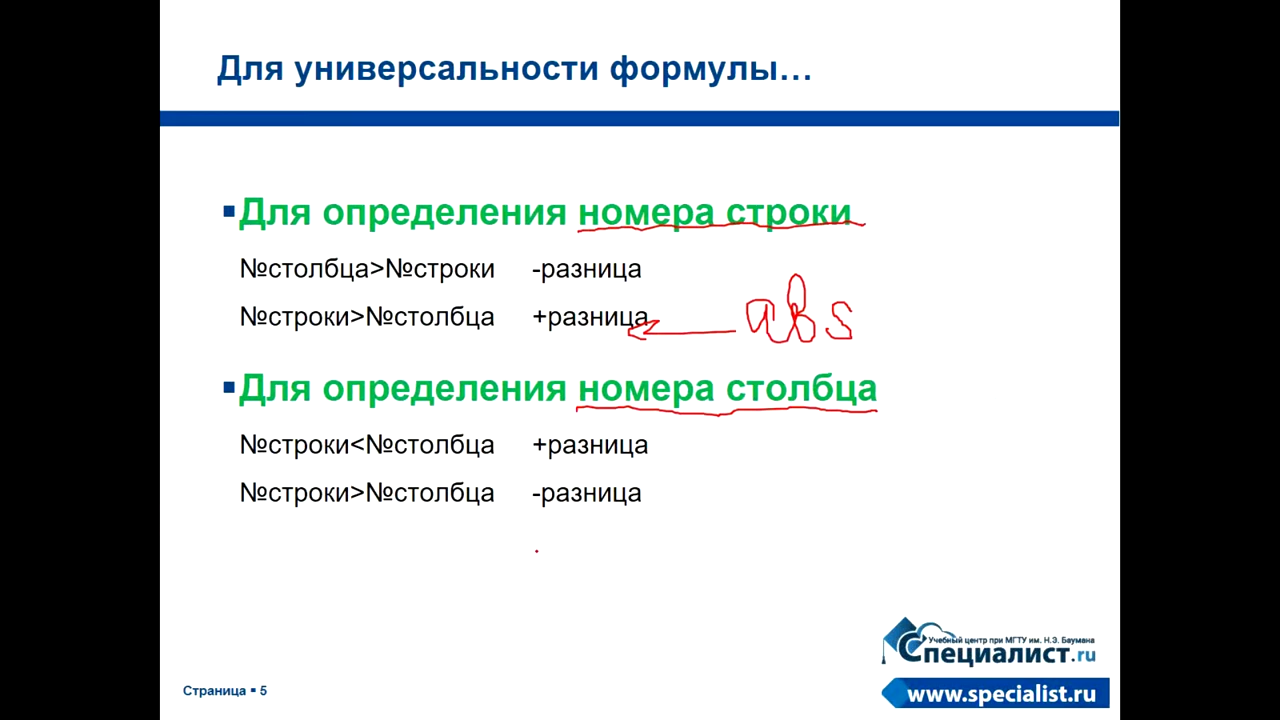 Для универсальности формулы...
Для определения номера строки
№столбца>№строки -разница
№строки>№столбца +разница
abs
Для определения номера столбца
№строки<№столбца +разница
№строки>№столбца -разница
Учебный центр при МГТУ им. Н.Э. Баумана
Специалист.ru
www.specialist.ru
Страница ▪ 5